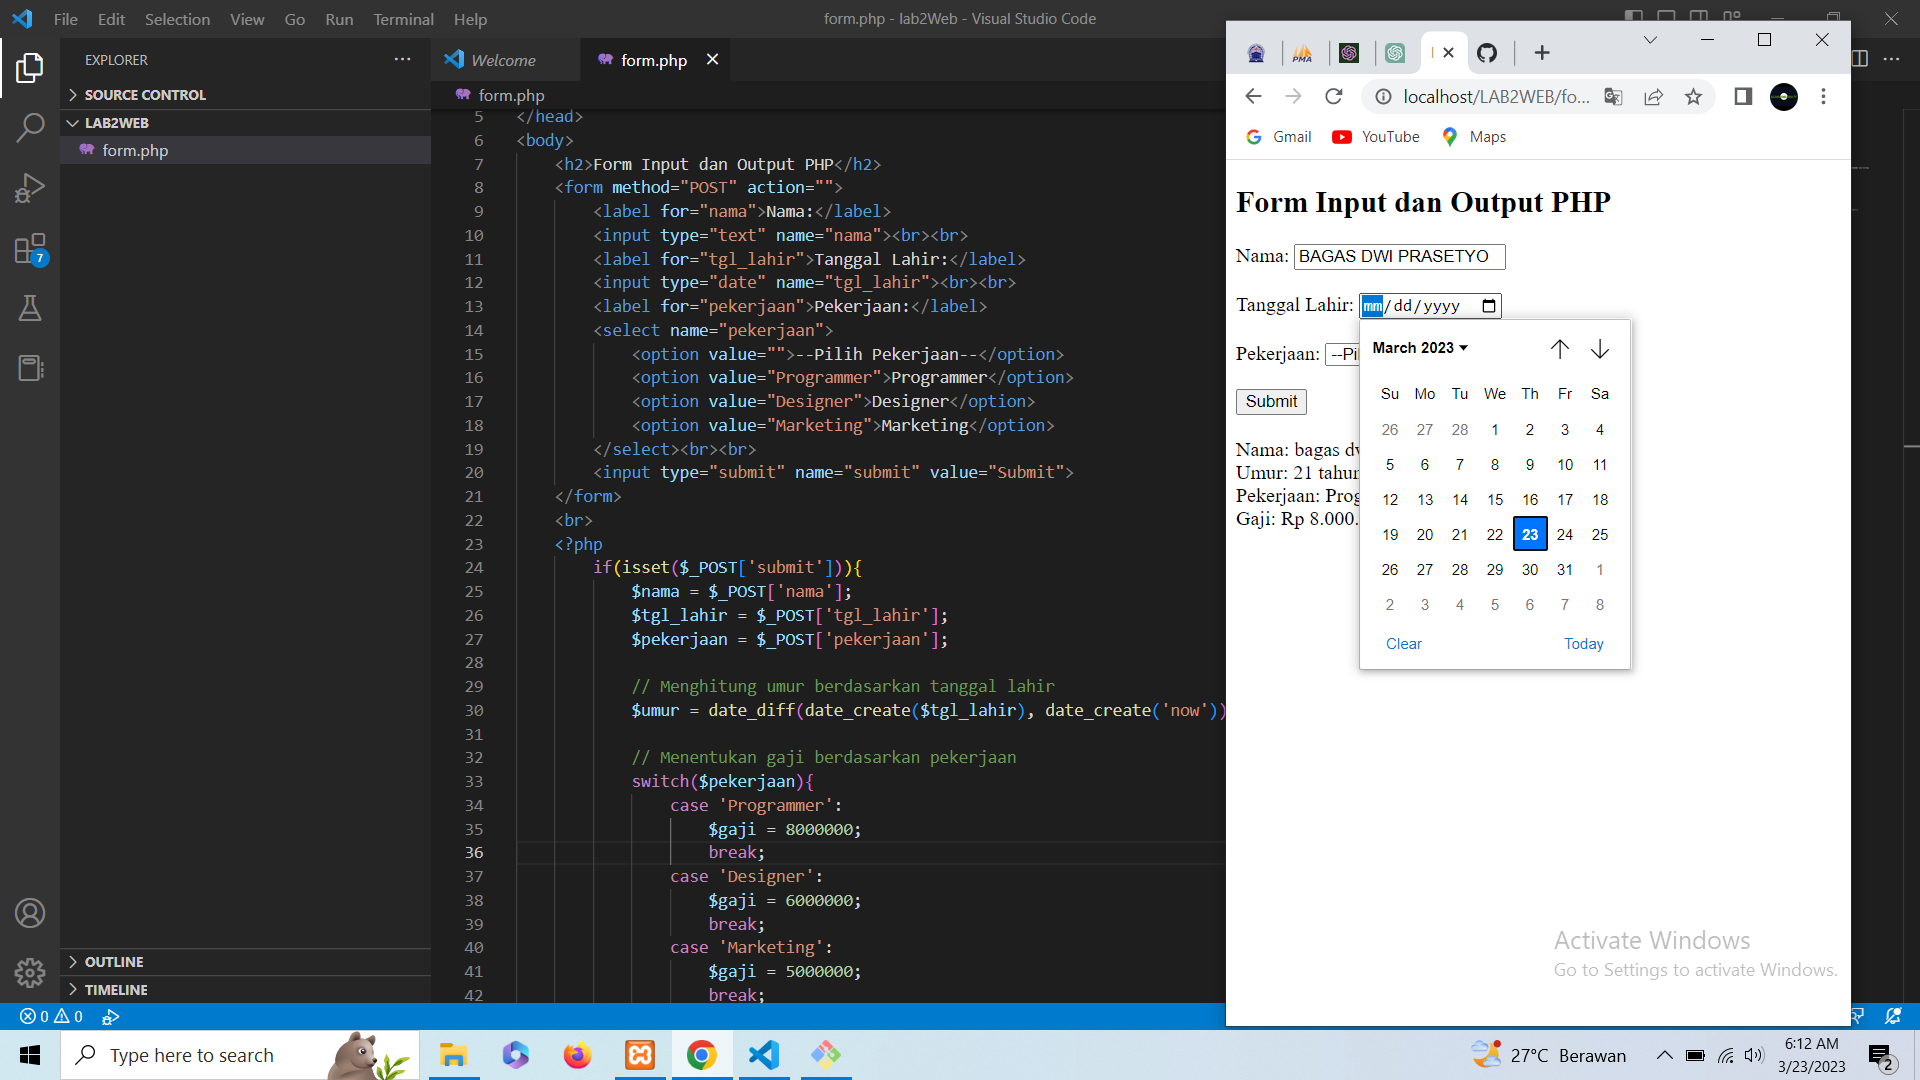 File Edit Selection View Go Run Terminal Help
form.php - lab2Web - Visual Studio Code
EXPLORER
SOURCE CONTROL
LAB2WEB
form.php
7
OUTLINE
TIMELINE
Welcome
form.php
form.php
5 </head>
6 <body>
7 <h2>Form Input dan Output PHP</h2>
8 <form method="POST" action="">
9 <label for="nama">Nama:</label>
10 <input type="text" name="nama"><br><br>
11 <label for="tgl_lahir">Tanggal Lahir:</label>
12 <input type="date" name="tgl_lahir"><br><br>
13 <label for="pekerjaan">Pekerjaan:</label>
14 <select name="pekerjaan">
15 <option value="">--Pilih Pekerjaan--</option>
16 <option value="Programmer">Programmer</option>
17 <option value="Designer">Designer</option>
18 <option value="Marketing">Marketing</option>
19 </select><br><br>
20 <input type="submit" name="submit" value="Submit">
21 </form>
22 <br>
23 <?php
24 if(isset($_POST['submit'])){
25 $nama = $_POST['nama'];
26 $tgl_lahir = $_POST['tgl_lahir'];
27 $pekerjaan = $_POST['pekerjaan'];
28
29 // Menghitung umur berdasarkan tanggal lahir
30 $umur = date_diff(date_create($tgl_lahir), date_create('now'))
31
32 // Menentukan gaji berdasarkan pekerjaan
33 switch($pekerjaan){
34 case 'Programmer':
35 $gaji = 8000000;
36 break;
37 case 'Designer':
38 $gaji = 6000000;
39 break;
40 case 'Marketing':
41 $gaji = 5000000;
42 break;
0 0
PMA
localhost/LAB2WEB/fo...
Gmail YouTube Maps
Form Input dan Output PHP
Nama: BAGAS DWI PRASETYO
Tanggal Lahir: mm/dd/yyyy
Pekerjaan: --Pil
Submit
Nama: bagas dw
Umur: 21 tahun
Pekerjaan: Prog
Gaji: Rp 8.000.
March 2023
Su Mo Tu We Th Fr Sa
26 27 28 1 2 3 4
5 6 7 8 9 10 11
12 13 14 15 16 17 18
19 20 21 22 23 24 25
26 27 28 29 30 31 1
2 3 4 5 6 7 8
Clear Today
Activate Windows
Go to Settings to activate Windows.
Type here to search
27°C Berawan
6:12 AM
3/23/2023
2